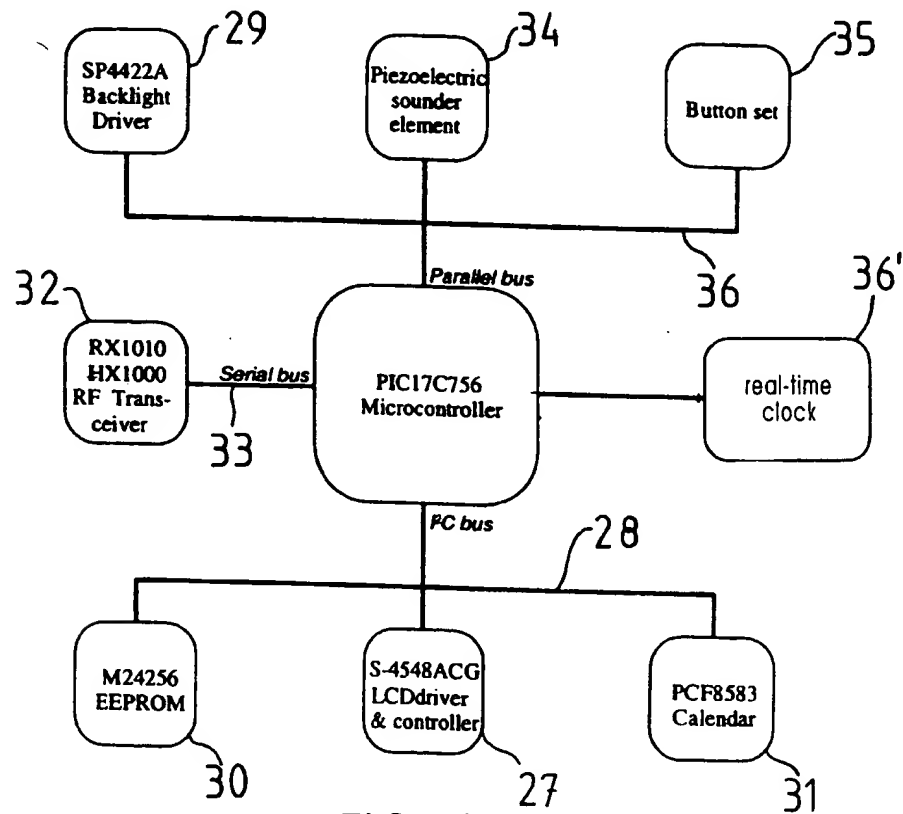 29
34
35
SP4422A
Backlight
Driver
Piezoelectric
sounder
element
Button set
36
36'
Parallel bus
32
RX1010
HX1000
RF Trans-
ceiver
Serial bus
33
PIC17C756
Microcontroller
real-time
clock
I²C bus
28
M24256
EEPROM
S-4548ACG
LCDdriver
& controller
PCF8583
Calendar
30
27
31